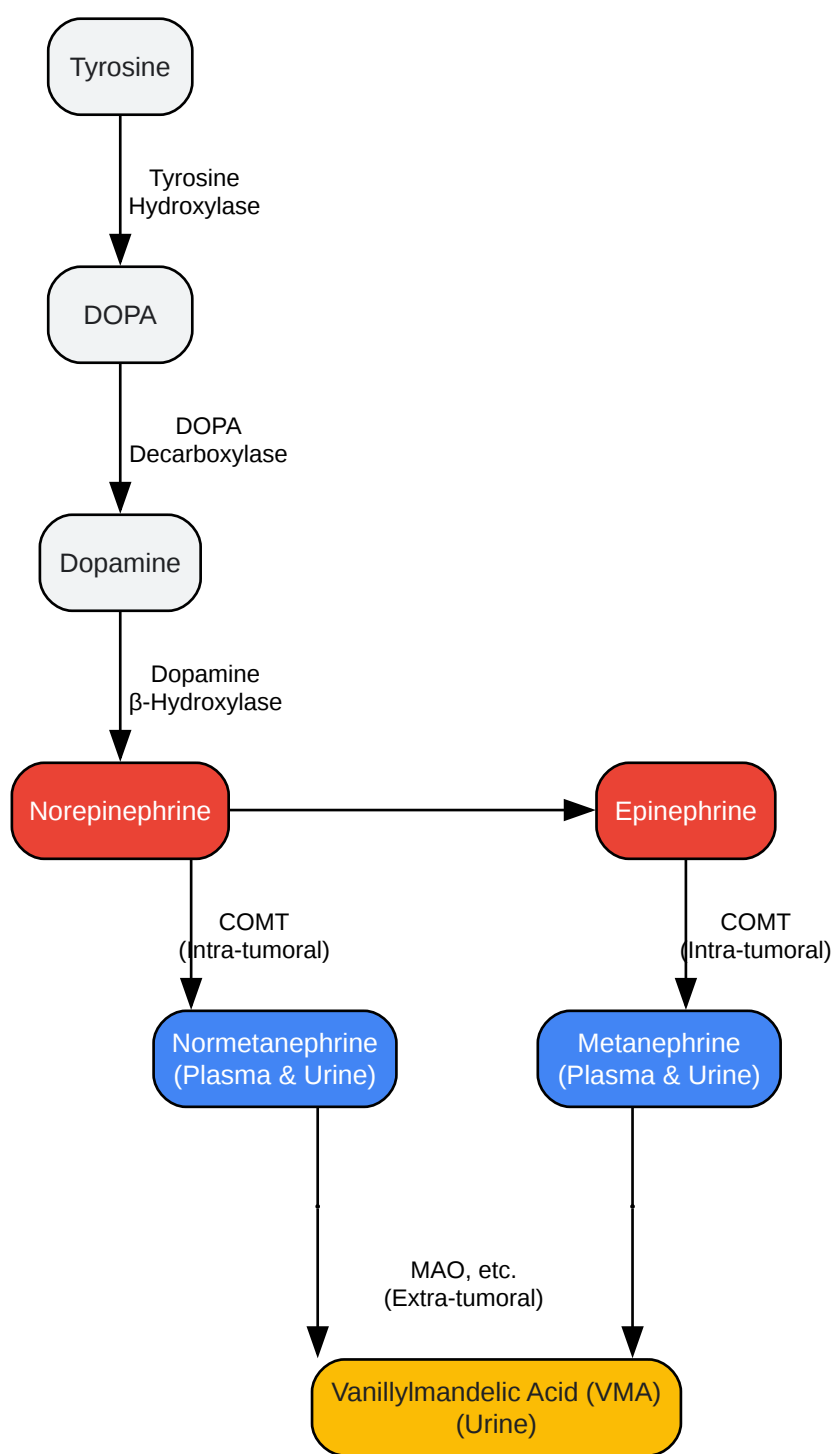 Tyrosine
Tyrosine
Hydroxylase
DOPA
DOPA
Decarboxylase
Dopamine
Dopamine
β-Hydroxylase
Norepinephrine
Epinephrine
COMT
(Intra-tumoral)
COMT
(Intra-tumoral)
Normetanephrine
(Plasma & Urine)
Metanephrine
(Plasma & Urine)
MAO, etc.
(Extra-tumoral)
Vanillylmandelic Acid (VMA)
(Urine)